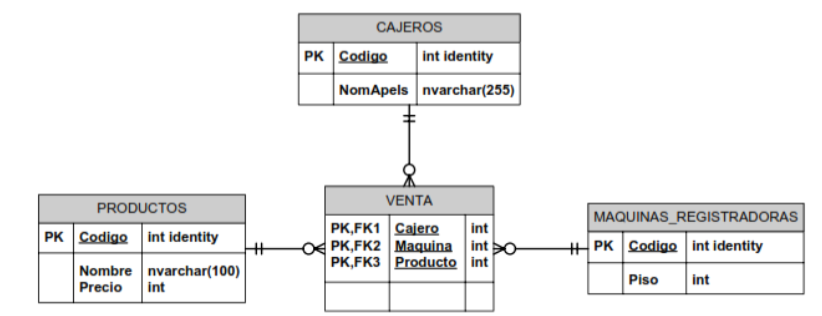 CAJEROS
PK Codigo int identity
NomApels nvarchar(255)
PRODUCTOS
PK Codigo int identity
Nombre nvarchar(100)
Precio int
VENTA
PK,FK1 Cajero int
PK,FK2 Maquina int
PK,FK3 Producto int
MAQUINAS_REGISTRADORAS
PK Codigo int identity
Piso int